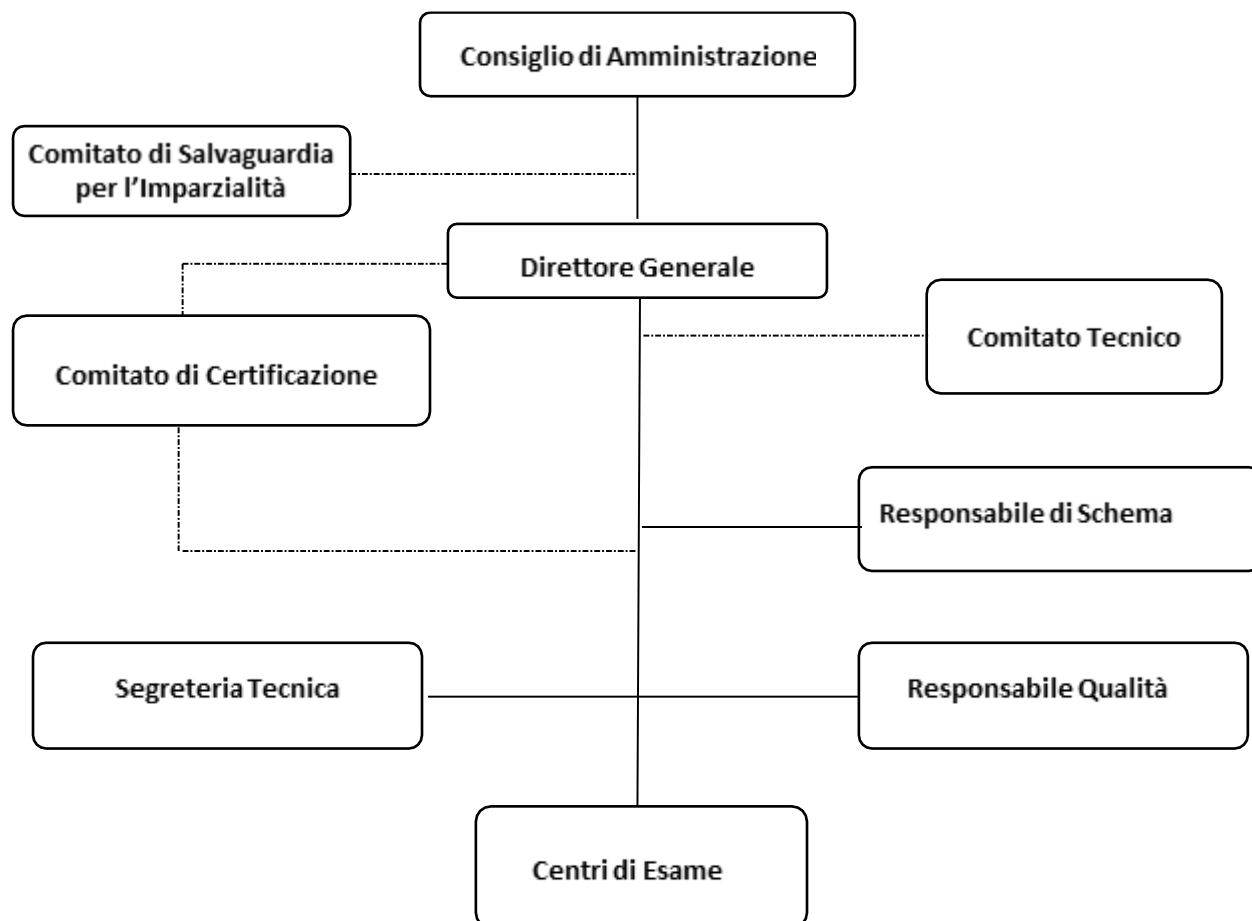 Consiglio di Amministrazione
Comitato di Salvaguardia
per l’Imparzialità
Direttore Generale
Comitato Tecnico
Comitato di Certificazione
Responsabile di Schema
Segreteria Tecnica
Responsabile Qualità
Centri di Esame